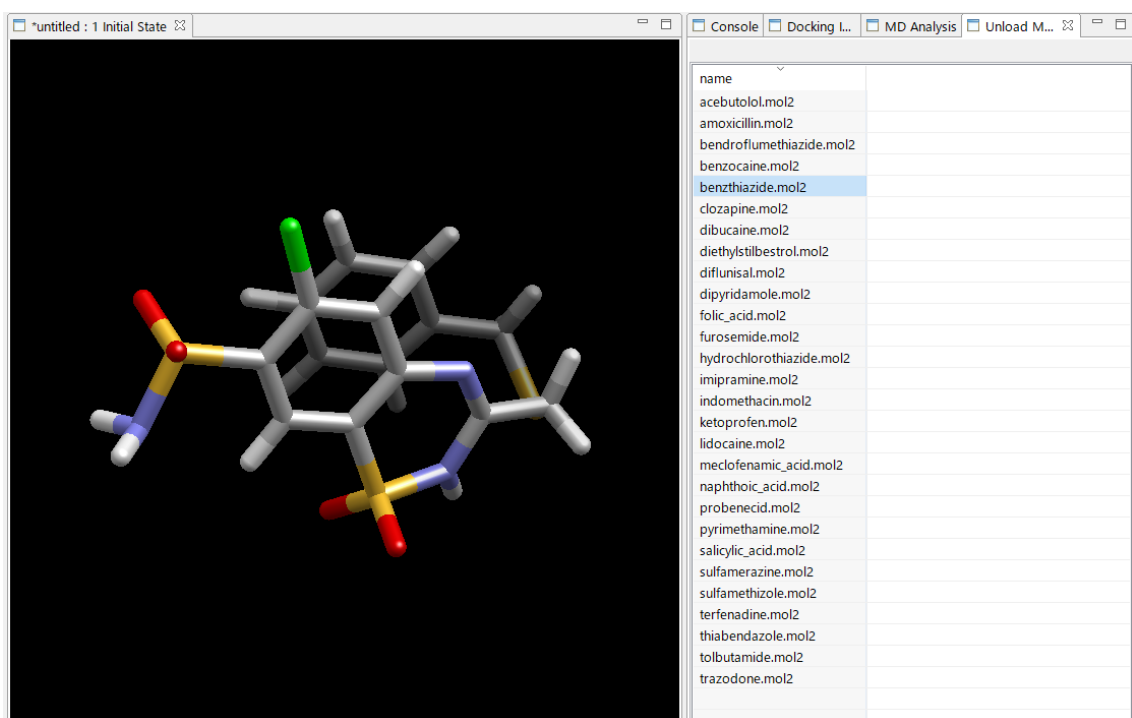 *untitled : 1 Initial State
Console Docking I... MD Analysis Unload M...
name
acebutolol.mol2
amoxicillin.mol2
bendroflumethiazide.mol2
benzocaine.mol2
benzthiazide.mol2
clozapine.mol2
dibucaine.mol2
diethylstilbestrol.mol2
diflunisal.mol2
dipyridamole.mol2
folic_acid.mol2
furosemide.mol2
hydrochlorothiazide.mol2
imipramine.mol2
indomethacin.mol2
ketoprofen.mol2
lidocaine.mol2
meclofenamic_acid.mol2
naphthoic_acid.mol2
probenecid.mol2
pyrimethamine.mol2
salicylic_acid.mol2
sulfamerazine.mol2
sulfamethizole.mol2
terfenadine.mol2
thiabendazole.mol2
tolbutamide.mol2
trazodone.mol2